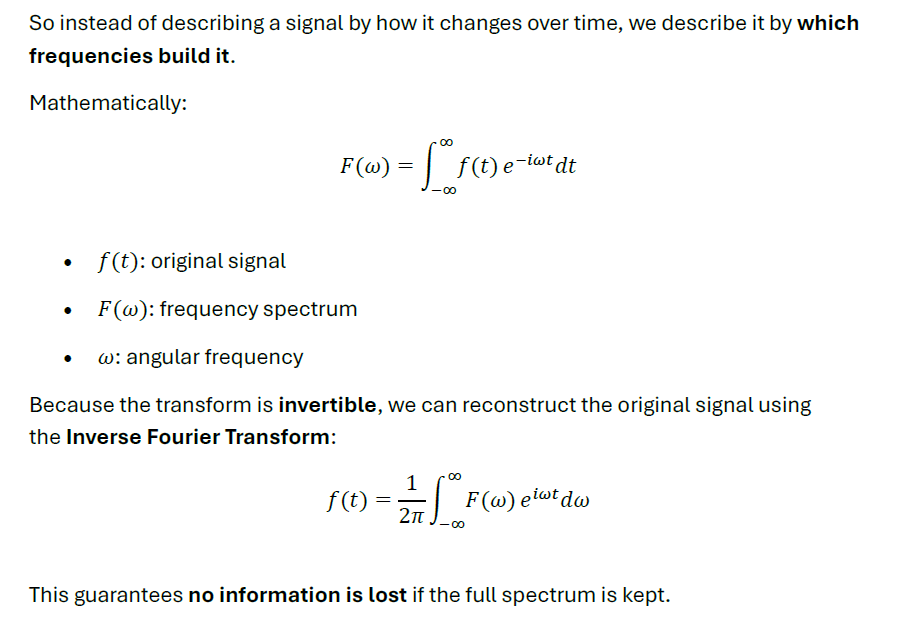 So instead of describing a signal by how it changes over time, we describe it by which
frequencies build it.
Mathematically:
F(ω) = ∫_{-∞}^{∞} f(t) e^{-iωt} dt
• f(t): original signal
• F(ω): frequency spectrum
• ω: angular frequency
Because the transform is invertible, we can reconstruct the original signal using
the Inverse Fourier Transform:
f(t) = \frac{1}{2π} ∫_{-∞}^{∞} F(ω) e^{iωt} dω
This guarantees no information is lost if the full spectrum is kept.